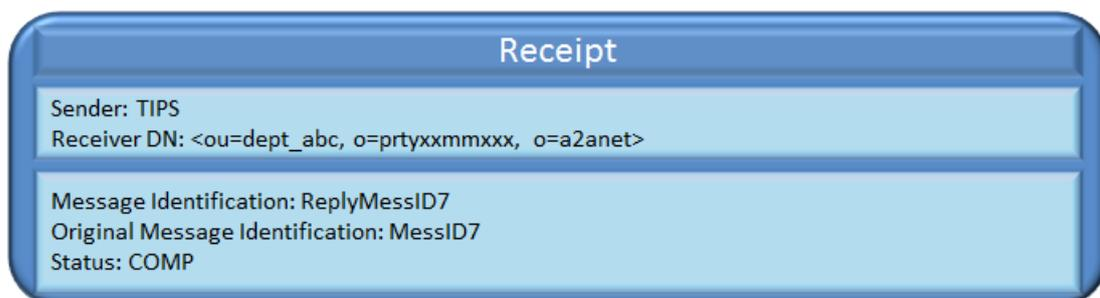 Receipt
Sender: TIPS
Receiver DN: <ou=dept_abc, o=prtyxxmmxxx, o=a2anet>
Message Identification: ReplyMessID7
Original Message Identification: MessID7
Status: COMP